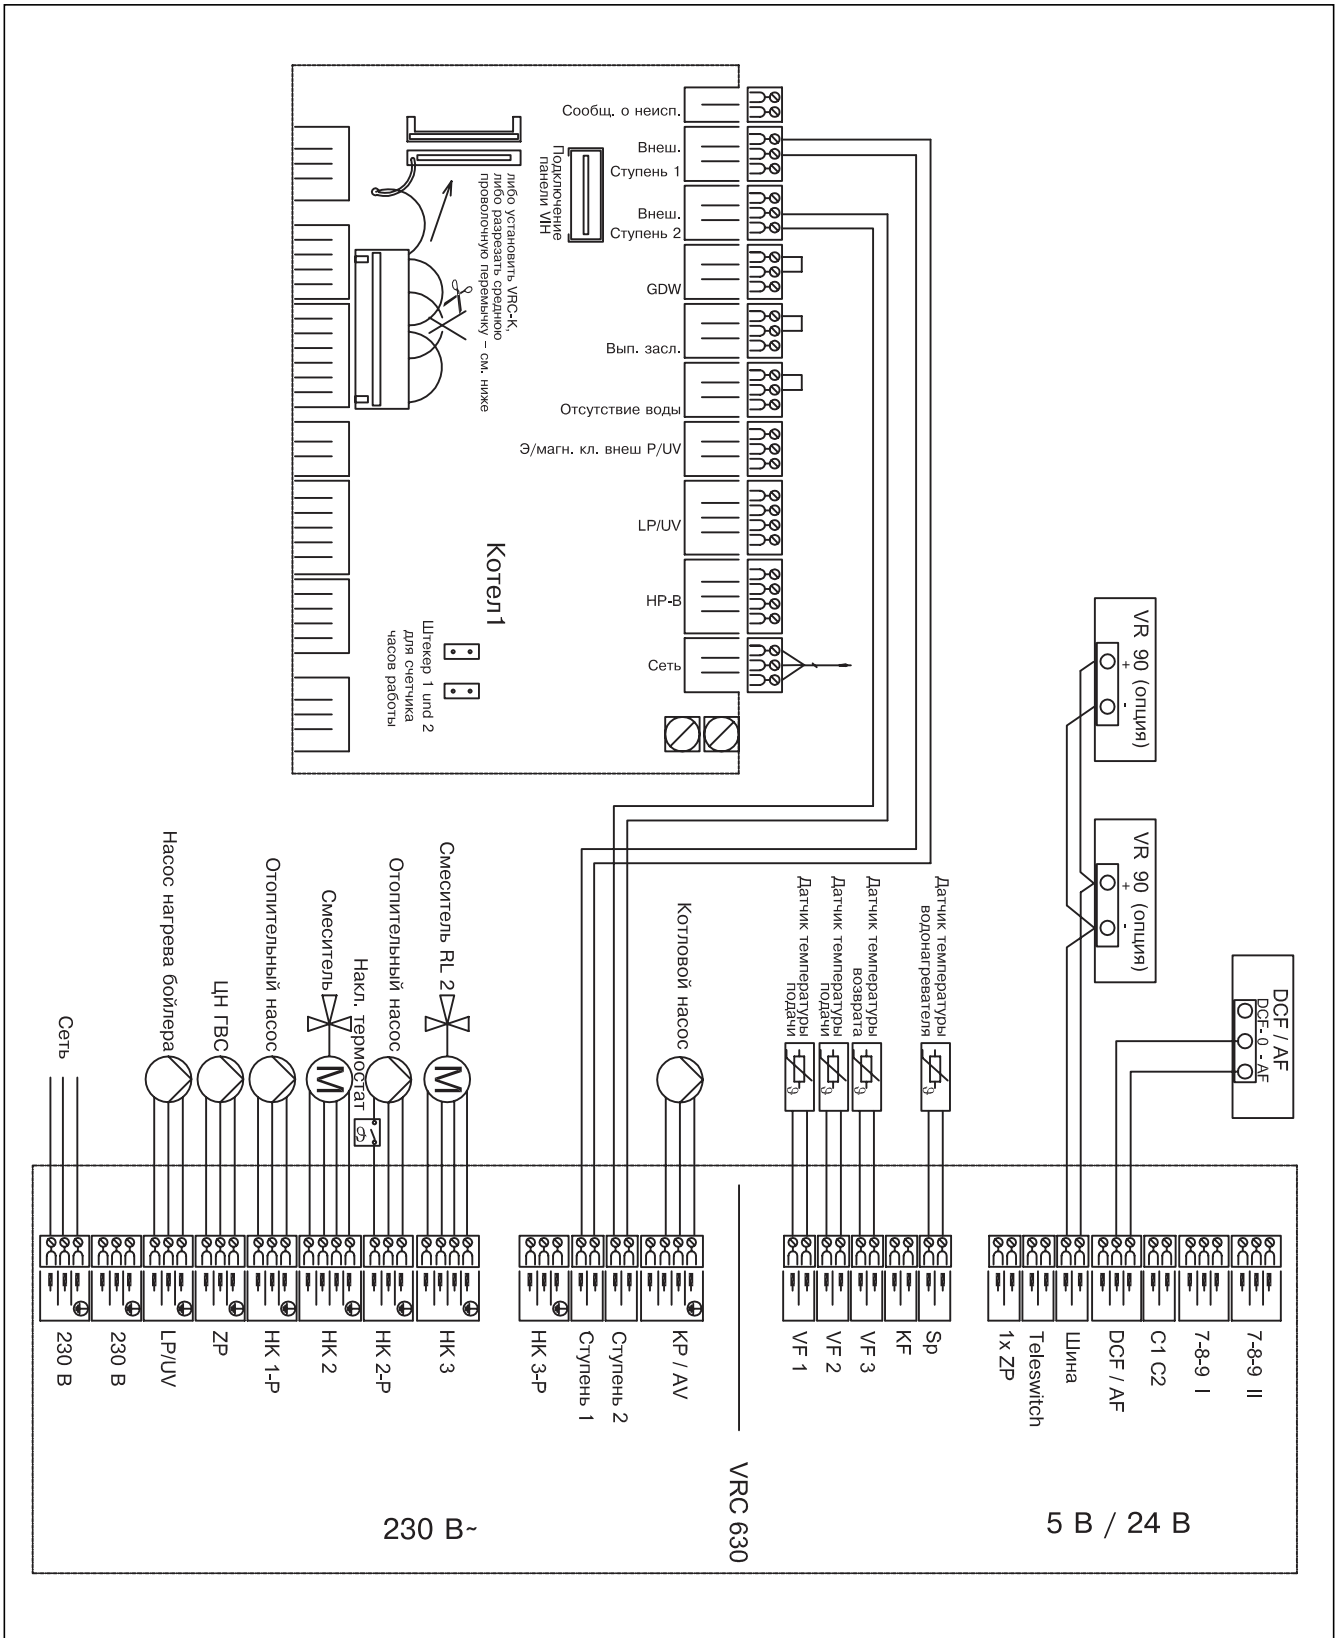 Сообщ. о неисп.
Внеш.
Ступень 1
Внеш.
Ступень 2
GDW
Вып. засл.
Отсутствие воды
Э/магн. кл. внеш P/UV
LP/UV
HP-B
Сеть
Подключение
панели VIH
либо установить VRC-K,
либо разрезать среднюю
проволочную перемычку – см. ниже
Котел1
Штекер 1 und 2
для счетчика
часов работы
VR 90 (опция)
+
-
VR 90 (опция)
+
-
DCF / AF
DCF - 0 - AF
Сеть
Насос нагрева бойлера
ЦН ГВС
Отопительный насос
Смеситель
M
Накл. термостат
Отопительный насос
Смеситель RL 2
M
Котловой насос
Датчик температуры
подачи
Датчик температуры
подачи
Датчик температуры
возврата
Датчик температуры
водонагревателя
230 В
230 В
LP/UV
ZP
HK 1-P
HK 2
HK 2-P
HK 3
HK 3-P
Ступень 1
Ступень 2
KP / AV
VF 1
VF 2
VF 3
KF
Sp
1x ZP
Teleswitch
Шина
DCF / AF
C1 C2
7-8-9 I
7-8-9 II
230 В~
VRC 630
5 В / 24 В